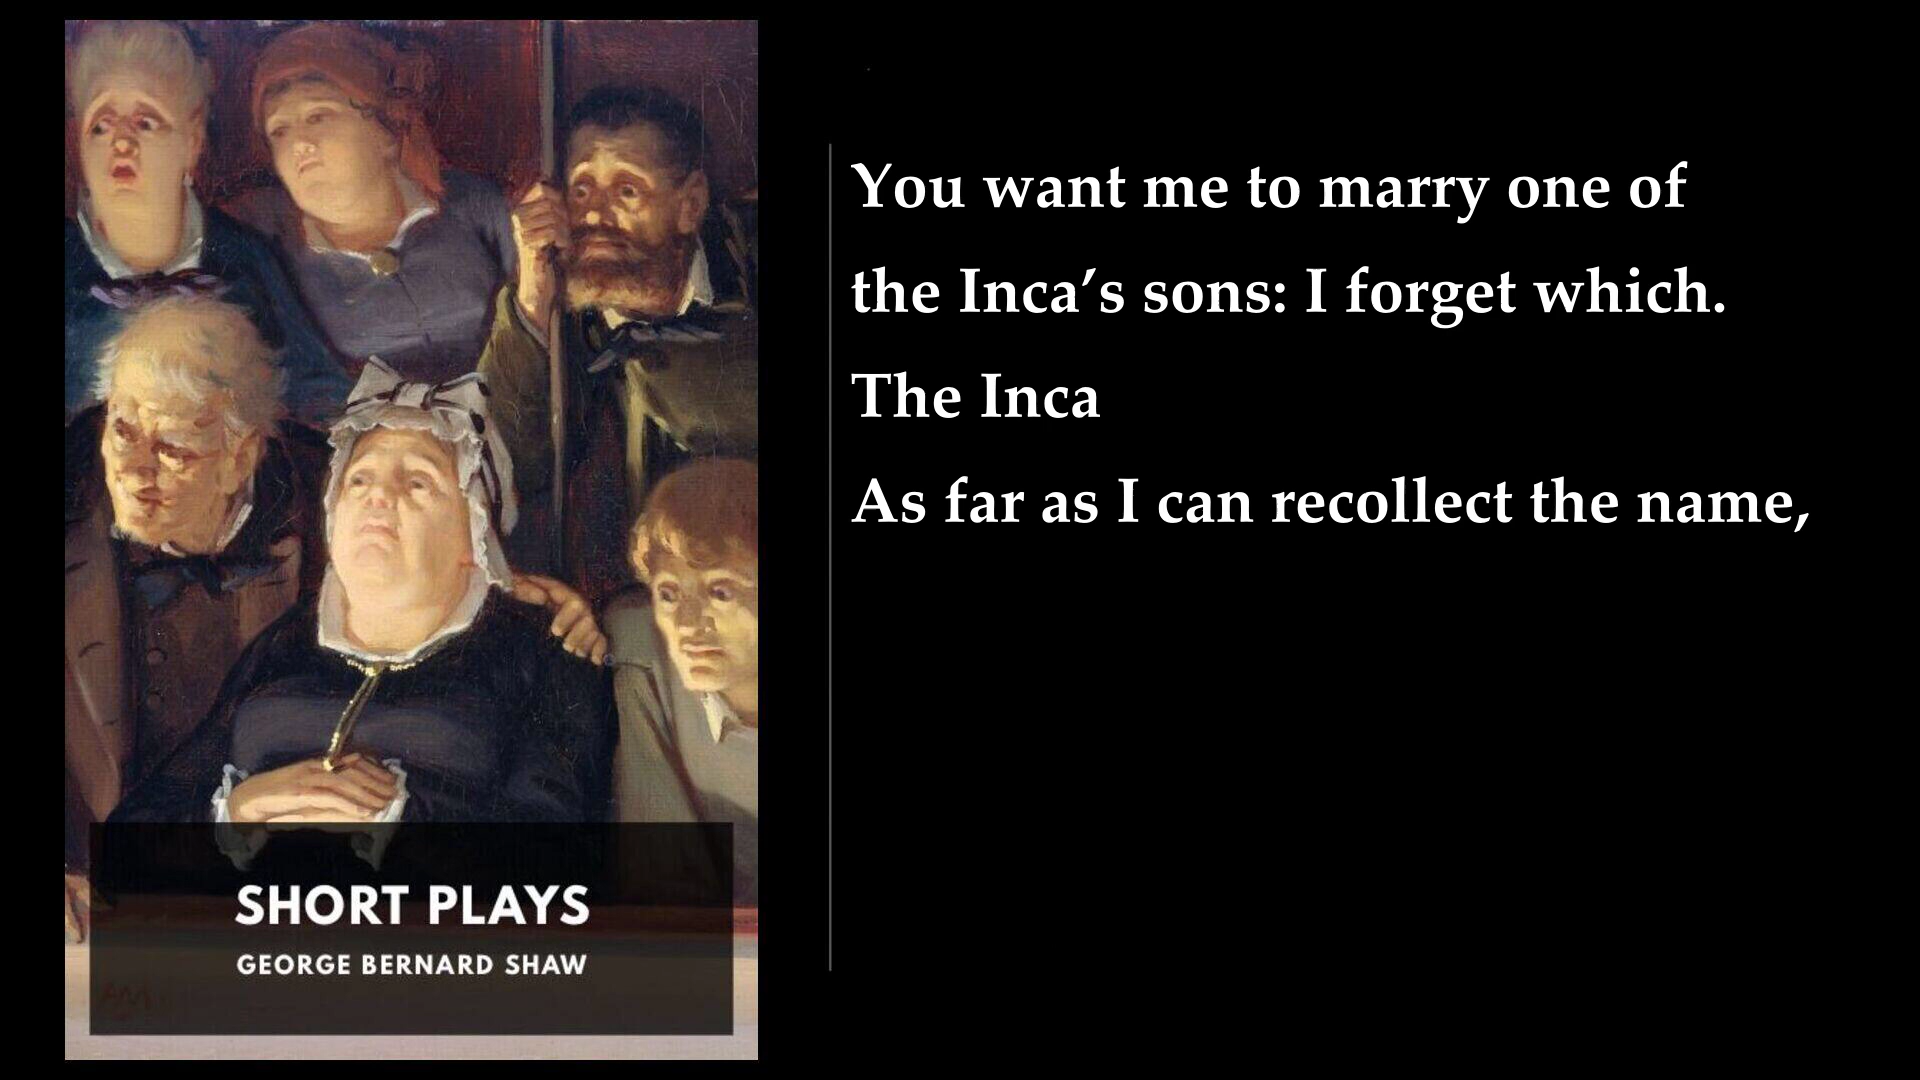 You want me to marry one of
the Inca’s sons: I forget which.
The Inca
As far as I can recollect the name,
SHORT PLAYS
GEORGE BERNARD SHAW